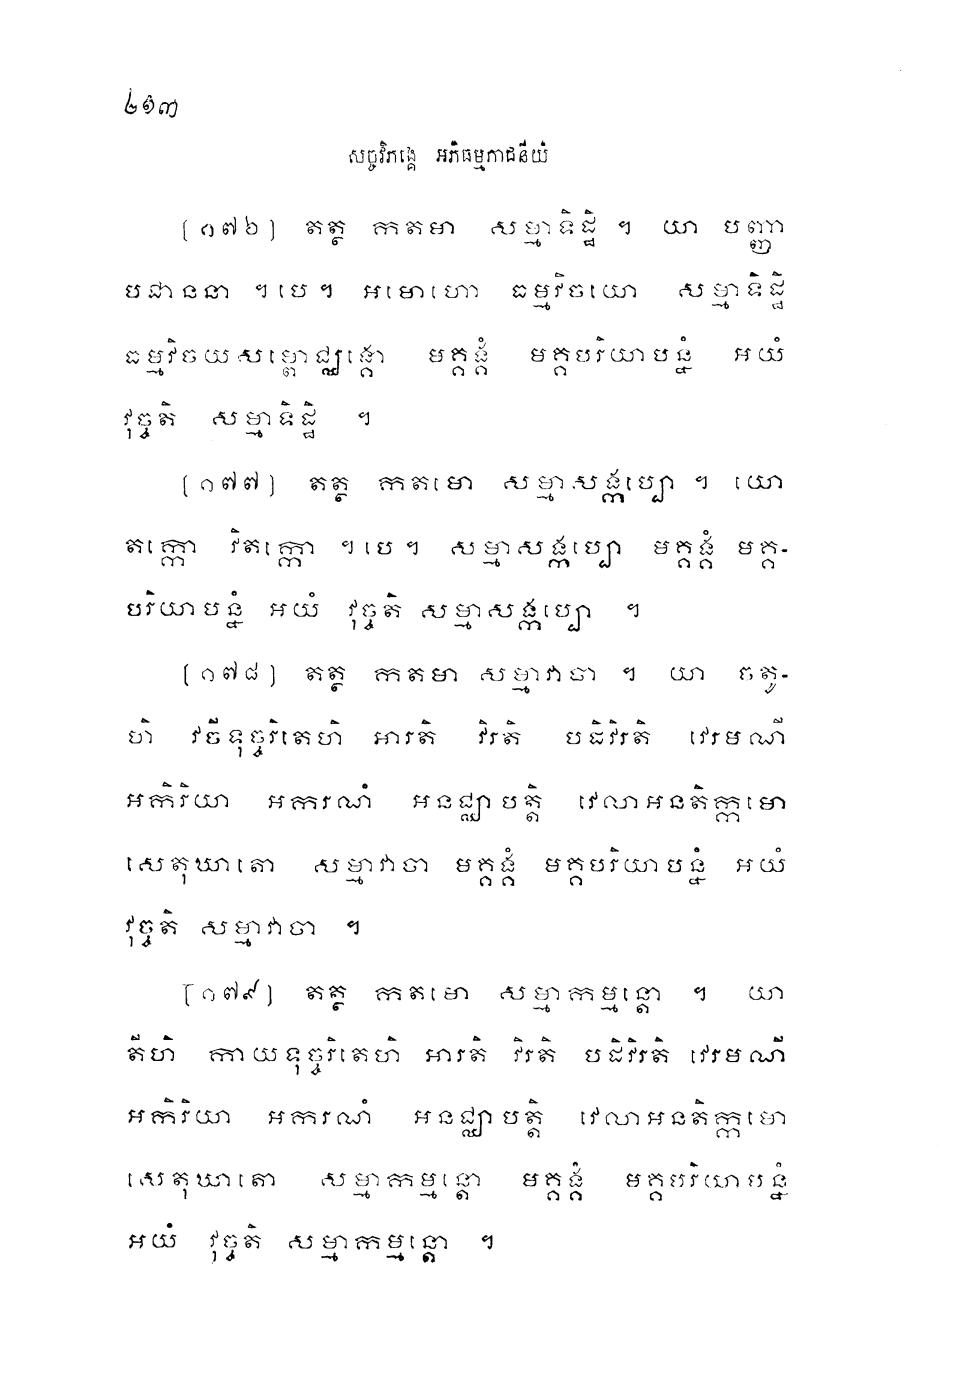 សច្ចវិភង្គេ អភិធម្មភាជនីយំ
[១៧៦] តត្ថ កតមា សម្មាទិដ្ឋិ ។ យា បញ្ញា
បជាននា ។ បេ ។ អមោហោ ធម្មវិចយោ សម្មាទិដ្ឋិ
ធម្មវិចយសម្ពោជ្ឈង្គោ មគ្គង្គំ មគ្គបរិយាបន្នំ អយំ
វុច្ចតិ សម្មាទិដ្ឋិ ។
[១៧៧] តត្ថ កតមោ សម្មាសង្កប្បោ ។ យោ
តក្កោ វិតក្កោ ។ បេ ។ សម្មាសង្កប្បោ មគ្គង្គំ មគ្គ-
បរិយាបន្នំ អយំ វុច្ចតិ សម្មាសង្កប្បោ ។
[១៧៨] តត្ថ កតមា សម្មាវាចា ។ យា ចតូ-
ហិ វចីទុច្ចរិតេហិ អារតិ វិរតិ បដិវិរតិ វេរមណី
អកិរិយា អករណំ អនជ្ឈាបត្តិ វេលាអនតិក្កមោ
សេតុឃាតោ សម្មាវាចា មគ្គង្គំ មគ្គបរិយាបន្នំ អយំ
វុច្ចតិ សម្មាវាចា ។
[១៧៩] តត្ថ កតមោ សម្មាកម្មន្តោ ។ យា
តីហិ កាយទុច្ចរិតេហិ អារតិ វិរតិ បដិវិរតិ វេរមណី
អកិរិយា អករណំ អនជ្ឈាបត្តិ វេលាអនតិក្កមោ
សេតុឃាតោ សម្មាកម្មន្តោ មគ្គង្គំ មគ្គបរិយាបន្នំ
អយំ វុច្ចតិ សម្មាកម្មន្តោ ។